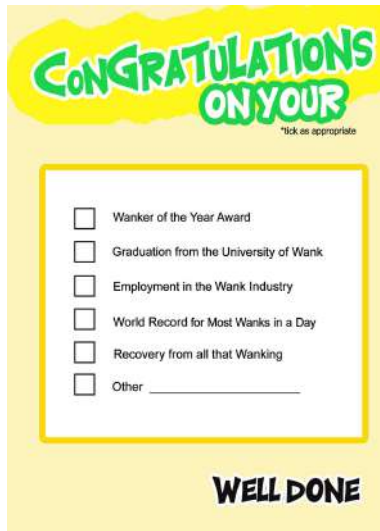 CONGRATULATIONS
ON YOUR
*tick as appropriate
Wanker of the Year Award
Graduation from the University of Wank
Employment in the Wank Industry
World Record for Most Wanks in a Day
Recovery from all that Wanking
Other ____________________
WELL DONE